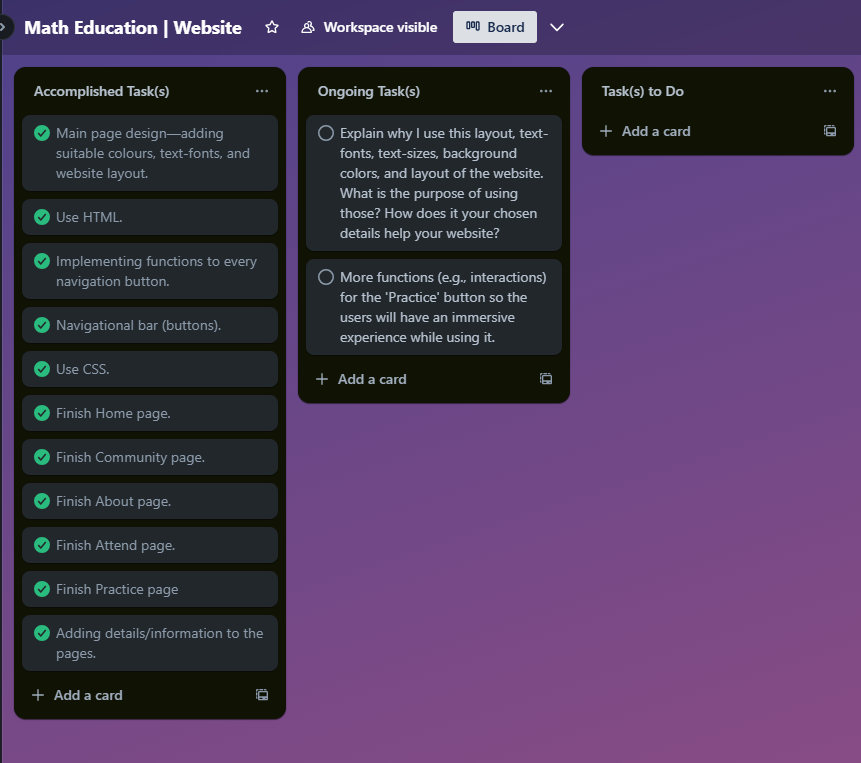 Math Education | Website
Workspace visible
Board
Accomplished Task(s)
Main page design—adding
suitable colours, text-fonts, and
website layout.
Use HTML.
Implementing functions to every
navigation button.
Navigational bar (buttons).
Use CSS.
Finish Home page.
Finish Community page.
Finish About page.
Finish Attend page.
Finish Practice page
Adding details/information to the
pages.
Add a card
Ongoing Task(s)
Explain why I use this layout, text-
fonts, text-sizes, background
colors, and layout of the website.
What is the purpose of using
those? How does it your chosen
details help your website?
More functions (e.g., interactions)
for the 'Practice' button so the
users will have an immersive
experience while using it.
Add a card
Task(s) to Do
Add a card